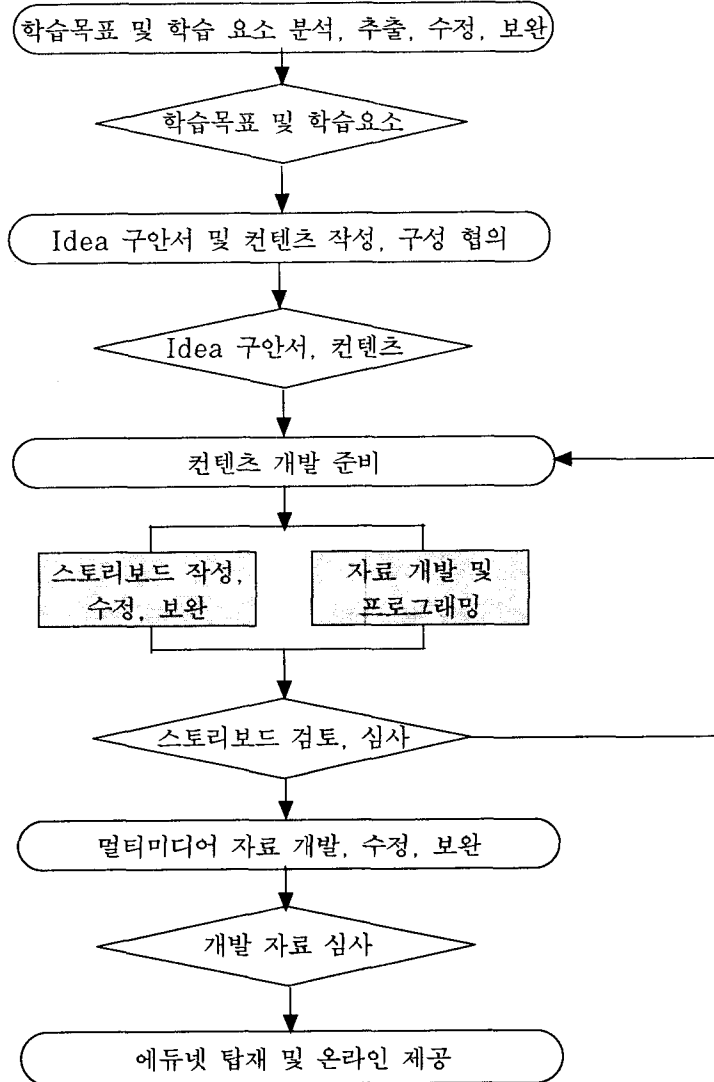 학습목표 및 학습 요소 분석, 추출, 수정, 보완
학습목표 및 학습요소
Idea 구안서 및 컨텐츠 작성, 구성 협의
Idea 구안서, 컨텐츠
컨텐츠 개발 준비
스토리보드 작성,
수정, 보완
자료 개발 및
프로그래밍
스토리보드 검토, 심사
멀티미디어 자료 개발, 수정, 보완
개발 자료 심사
에듀넷 탑재 및 온라인 제공